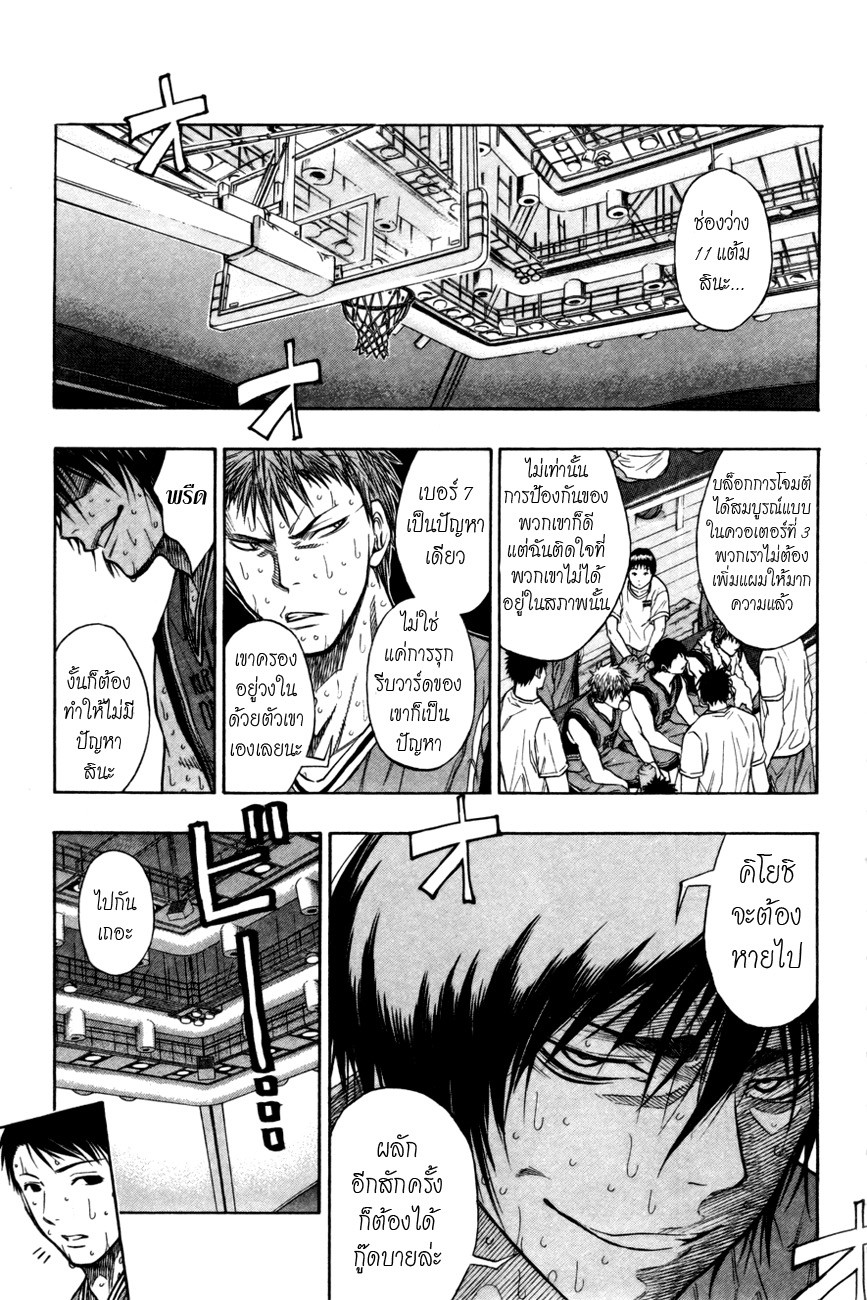 オ
ช่องว่าง
11 แต้ม
สินะ...
オ
บล็อกการโจมตี
ได้สมบูรณ์แบบ
ในควอเตอร์ที่ 3
พวกเราไม่ต้อง
เพิ่มแผมให้มาก
ความแล้ว
ไม่เท่านั้น
การป้องกันของ
พวกเขาก็ดี
แต่ฉันติดใจที่
พวกเขาไม่ได้
อยู่ในสภาพนั้น
เบอร์ 7
เป็นปัญหา
เดียว
ไม่ใช่
แค่การรุก
รีบวาร์ดของ
เขาก็เป็น
ปัญหา
เขาครอง
อยู่วงใน
ด้วยตัวเขา
เองเลยนะ
พรืด
งั้นก็ต้อง
ทำให้ไม่มี
ปัญหา
สินะ
オ
คิโยชิ
จะต้อง
หายไป
ผลัก
อีกสักครั้ง
ก็ต้องได้
กู๊ดบายล่ะ
オ
ビーーー...
ไปกัน
เถอะ